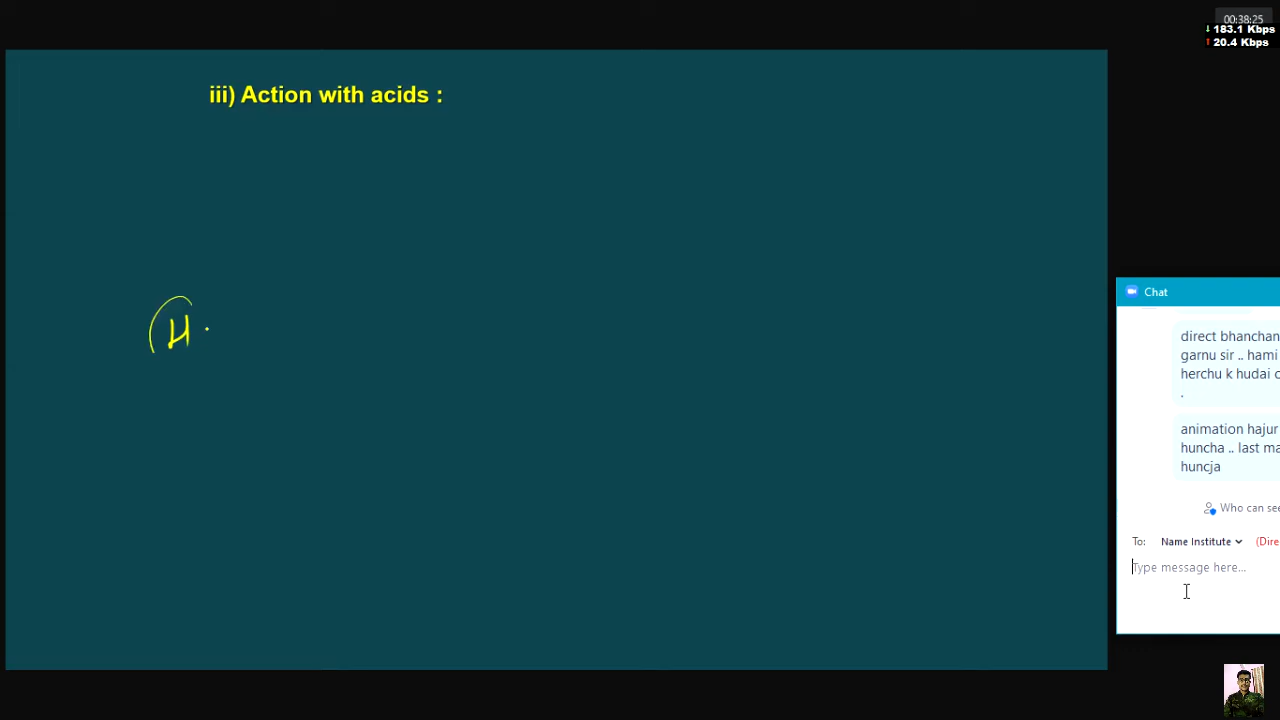 00:38:25
↓ 183.1 Kbps
↑ 20.4 Kbps
iii) Action with acids :
(H
Chat
direct bhanchan
garnu sir .. hami
herchu k hudai c
.
animation hajur
huncha .. last ma
huncja
Who can see
To: Name Institute (Dire
Type message here...